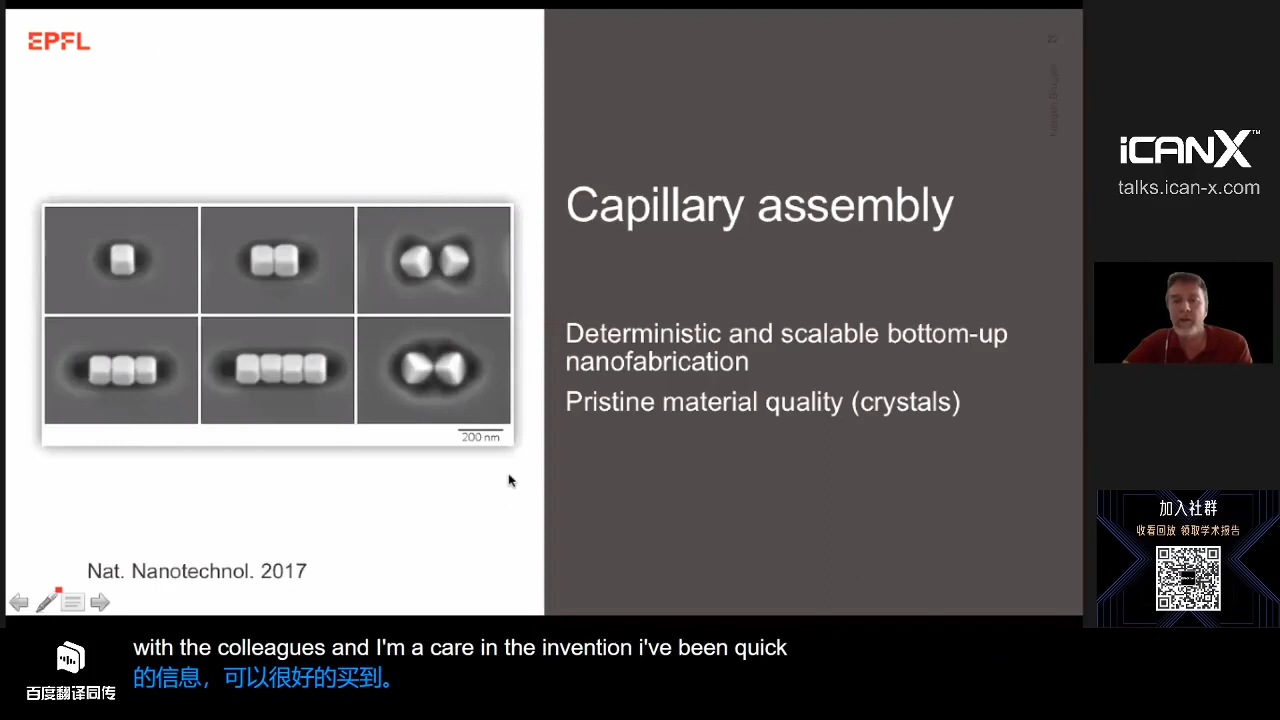 EPFL
Capillary assembly
Deterministic and scalable bottom-up
nanofabrication
Pristine material quality (crystals)
200 nm
Nat. Nanotechnol. 2017
iCANX™
talks.ican-x.com
加入社群
收看回放 领取学术报告
百度翻译同传
with the colleagues and I'm a care in the invention i've been quick
的信息，可以很好的买到。